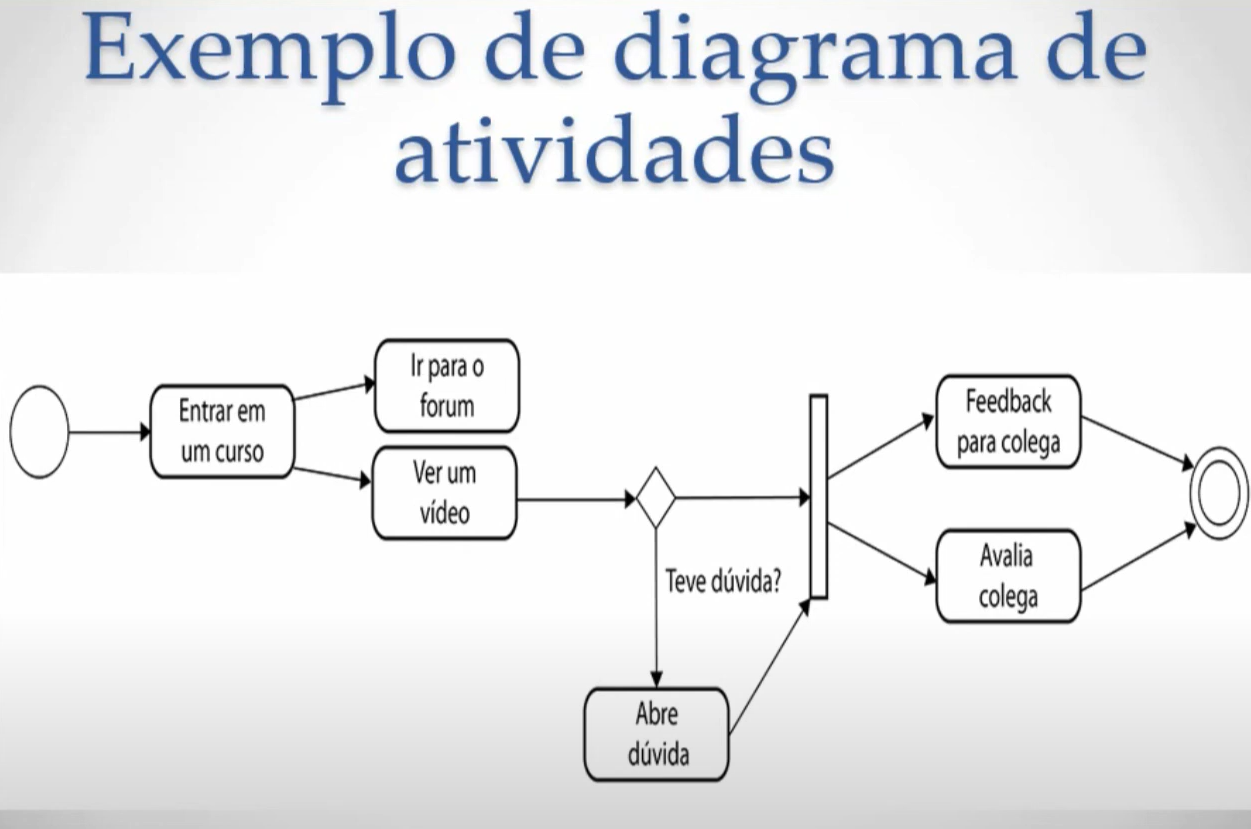 Exemplo de diagrama de
atividades
Ir para o
forum
Entrar em
um curso
Ver um
vídeo
Teve dúvida?
Abre
dúvida
Feedback
para colega
Avalia
colega